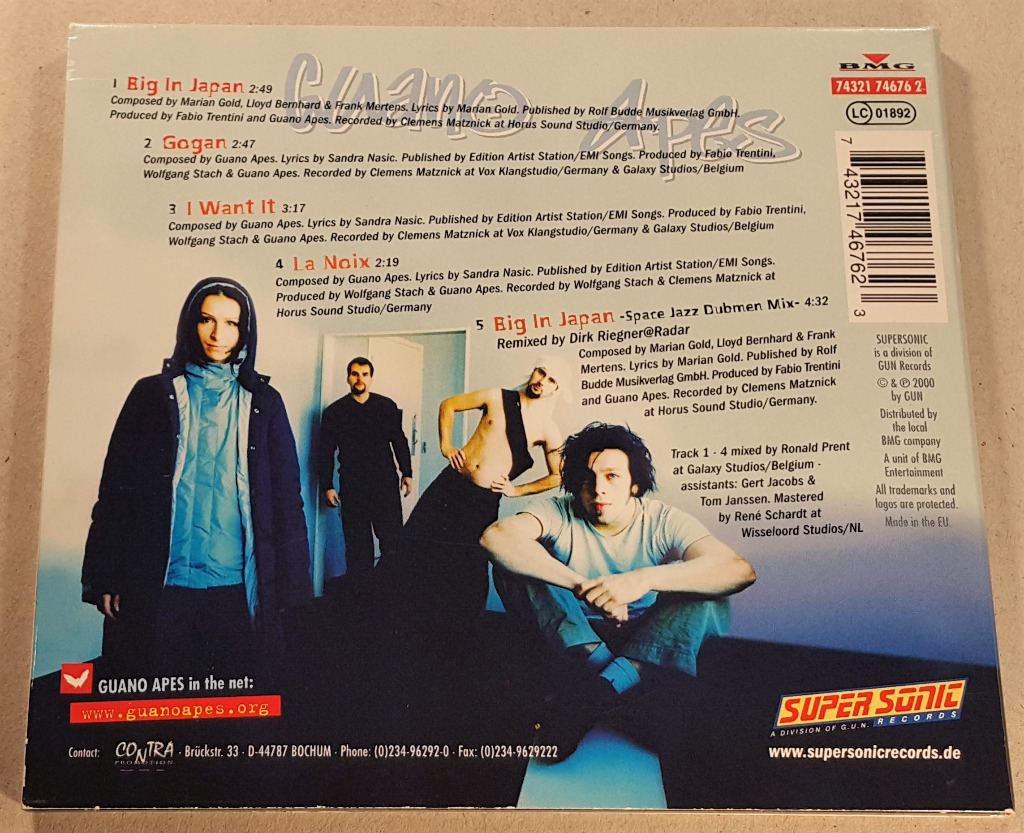 GUANO APES
1 Big In Japan 2:49
Composed by Marian Gold, Lloyd Bernhard & Frank Mertens. Lyrics by Marian Gold. Published by Rolf Budde Musikverlag GmbH.
Produced by Fabio Trentini and Guano Apes. Recorded by Clemens Matznick at Horus Sound Studio/Germany.
2 Gogan 2:47
Composed by Guano Apes. Lyrics by Sandra Nasic. Published by Edition Artist Station/EMI Songs. Produced by Fabio Trentini,
Wolfgang Stach & Guano Apes. Recorded by Clemens Matznick at Vox Klangstudio/Germany & Galaxy Studios/Belgium
3 I Want It 3:17
Composed by Guano Apes. Lyrics by Sandra Nasic. Published by Edition Artist Station/EMI Songs. Produced by Fabio Trentini,
Wolfgang Stach & Guano Apes. Recorded by Clemens Matznick at Vox Klangstudio/Germany & Galaxy Studios/Belgium
4 La Noix 2:19
Composed by Guano Apes. Lyrics by Sandra Nasic. Published by Edition Artist Station/EMI Songs.
Produced by Wolfgang Stach & Guano Apes. Recorded by Wolfgang Stach & Clemens Matznick at
Horus Sound Studio/Germany
5 Big In Japan -Space Jazz Dubmen Mix- 4:32
Remixed by Dirk Riegner@Radar
Composed by Marian Gold, Lloyd Bernhard & Frank
Mertens. Lyrics by Marian Gold. Published by Rolf
Budde Musikverlag GmbH. Produced by Fabio Trentini
and Guano Apes. Recorded by Clemens Matznick
at Horus Sound Studio/Germany.
Track 1 - 4 mixed by Ronald Prent
at Galaxy Studios/Belgium -
assistants: Gert Jacobs &
Tom Janssen. Mastered
by René Schardt at
Wisseloord Studios/NL
BMG
74321 74676 2
LC 01892
7 43217 46762 3
SUPERSONIC
is a division of
GUN Records
© & ℗ 2000
by GUN
Distributed by
the local
BMG company
A unit of BMG
Entertainment
All trademarks and
logos are protected.
Made in the EU.
GUANO APES in the net:
www.guanoapes.org
Contact: CONTRA PROMOTION · Brückstr. 33 · D-44787 BOCHUM · Phone: (0)234-96292-0 · Fax: (0)234-9629222
SUPER SONIC
A DIVISION OF G.U.N. RECORDS
www.supersonicrecords.de